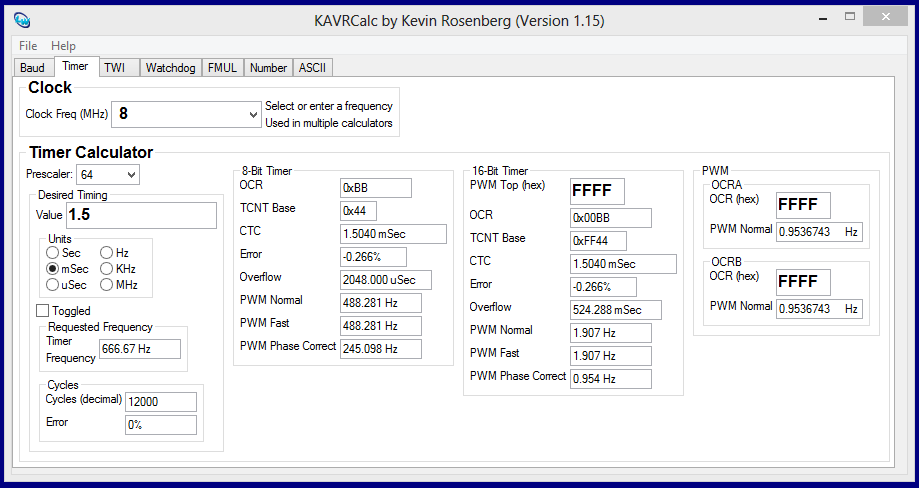 KAVRCalc by Kevin Rosenberg (Version 1.15)
File Help
Baud Timer TWI Watchdog FMUL Number ASCII
Clock
Clock Freq (MHz) 8
Select or enter a frequency
Used in multiple calculators
Timer Calculator
Prescaler: 64
Desired Timing
Value 1.5
Units
Sec Hz
mSec KHz
uSec MHz
Toggled
Requested Frequency
Timer
Frequency 666.67 Hz
Cycles
Cycles (decimal) 12000
Error 0%
8-Bit Timer
OCR 0xBB
TCNT Base 0x44
CTC 1.5040 mSec
Error -0.266%
Overflow 2048.000 uSec
PWM Normal 488.281 Hz
PWM Fast 488.281 Hz
PWM Phase Correct 245.098 Hz
16-Bit Timer
PWM Top (hex) FFFF
OCR 0x00BB
TCNT Base 0xFF44
CTC 1.5040 mSec
Error -0.266%
Overflow 524.288 mSec
PWM Normal 1.907 Hz
PWM Fast 1.907 Hz
PWM Phase Correct 0.954 Hz
PWM
OCRA
OCR (hex) FFFF
PWM Normal 0.9536743 Hz
OCRB
OCR (hex) FFFF
PWM Normal 0.9536743 Hz